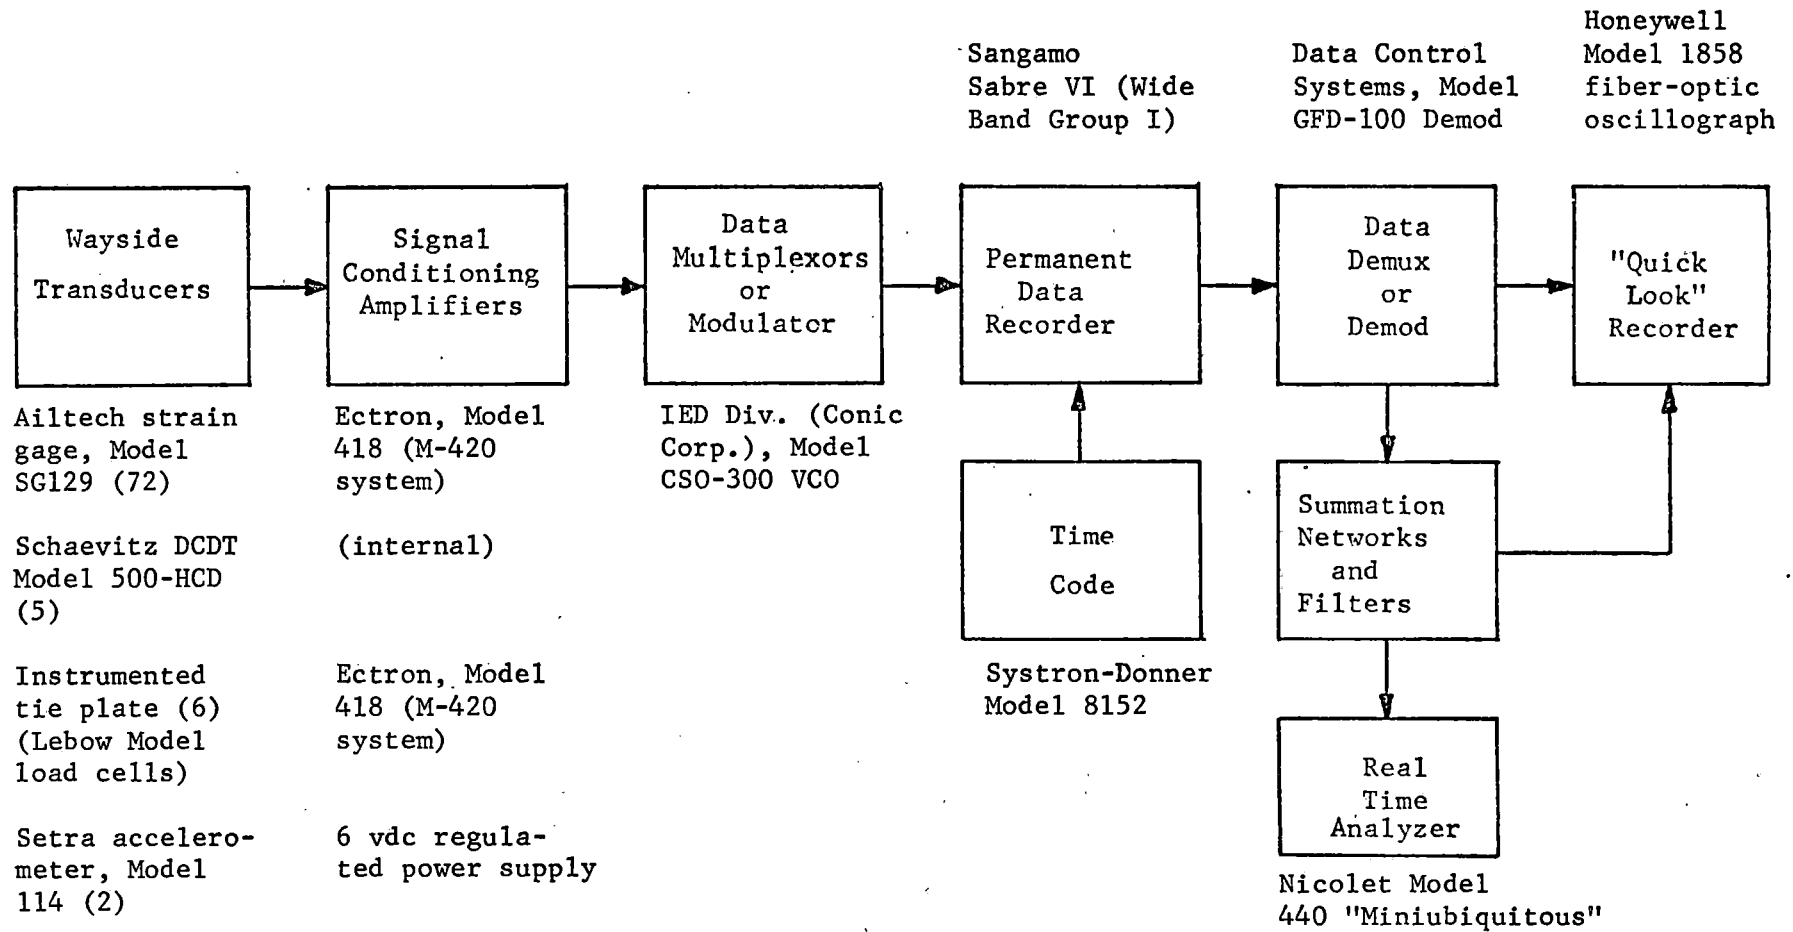 Sangamo
Sabre VI (Wide
Band Group I)
Data Control
Systems, Model
GFD-100 Demod
Honeywell
Model 1858
fiber-optic
oscillograph
Wayside
Transducers
Signal
Conditioning
Amplifiers
Data
Multiplexors
or
Modulator
Permanent
Data
Recorder
Data
Demux
or
Demod
"Quick
Look"
Recorder
Ailtech strain
gage, Model
SG129 (72)
Schaevitz DCDT
Model 500-HCD
(5)
Instrumented
tie plate (6)
(Lebow Model
load cells)
Setra accelero-
meter, Model
114 (2)
Ectron, Model
418 (M-420
system)
(internal)
Ectron, Model
418 (M-420
system)
6 vdc regula-
ted power supply
IED Div. (Conic
Corp.), Model
CSO-300 VCO
Time
Code
Systron-Donner
Model 8152
Summation
Networks
and
Filters
Real
Time
Analyzer
Nicolet Model
440 "Miniubiquitous"